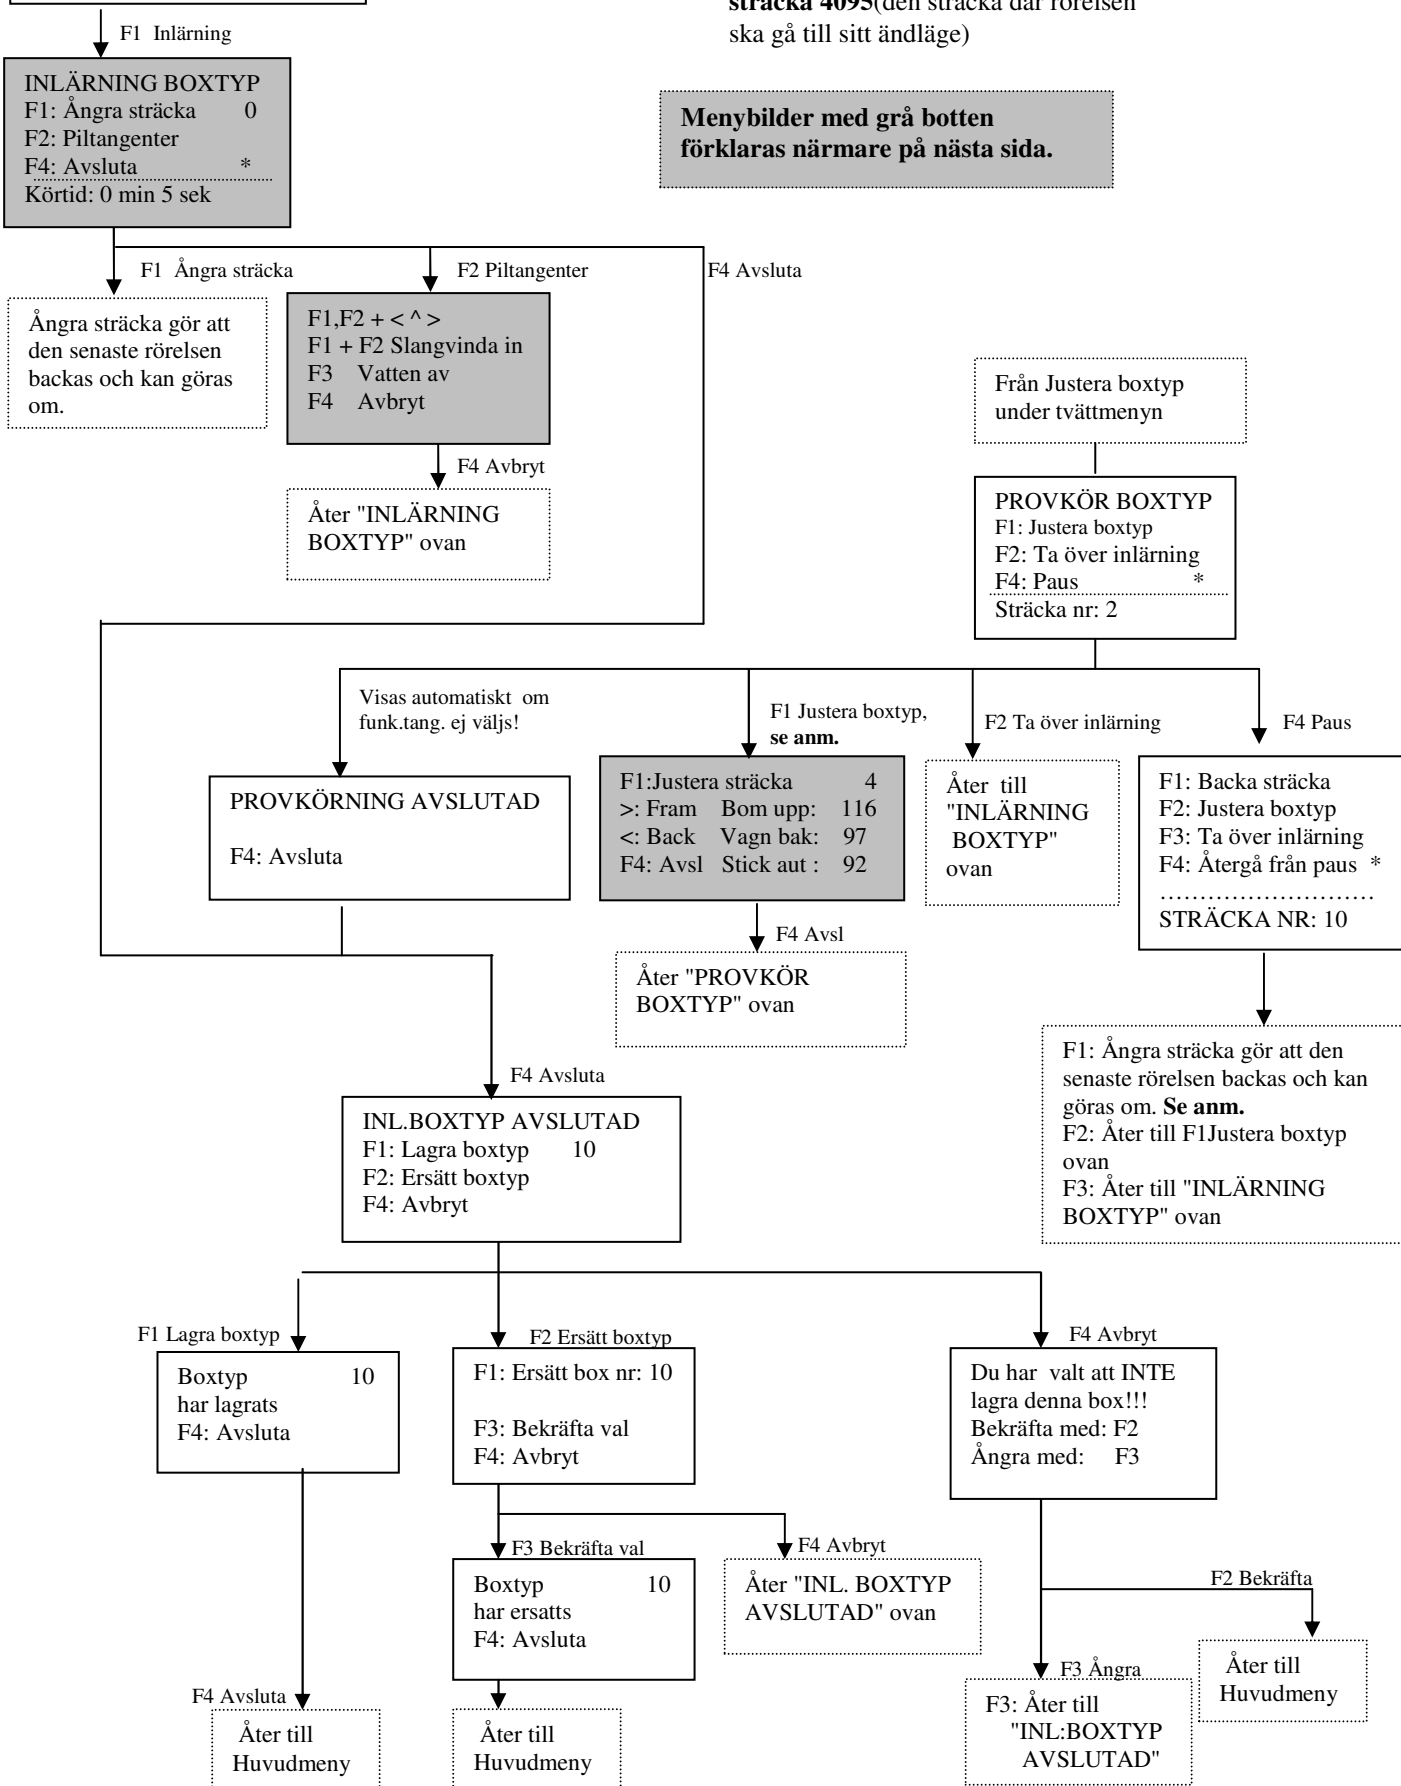 sträcka 4095(den sträcka där rörelsen
ska gå till sitt ändläge)
F1 Inlärning
INLÄRNING BOXTYP
F1: Ångra sträcka 0
F2: Piltangenter
F4: Avsluta *
Körtid: 0 min 5 sek
Menybilder med grå botten
förklaras närmare på nästa sida.
F1 Ångra sträcka
F2 Piltangenter
F4 Avsluta
Ångra sträcka gör att
den senaste rörelsen
backas och kan göras
om.
F1,F2 + < ^ >
F1 + F2 Slangvinda in
F3 Vatten av
F4 Avbryt
F4 Avbryt
Åter "INLÄRNING
BOXTYP" ovan
Från Justera boxtyp
under tvättmenyn
PROVKÖR BOXTYP
F1: Justera boxtyp
F2: Ta över inlärning
F4: Paus *
Sträcka nr: 2
Visas automatiskt om
funk.tang. ej väljs!
F1 Justera boxtyp,
se anm.
F2 Ta över inlärning
F4 Paus
PROVKÖRNING AVSLUTAD
F4: Avsluta
F1:Justera sträcka 4
>: Fram Bom upp: 116
<: Back Vagn bak: 97
F4: Avsl Stick aut : 92
Åter till
"INLÄRNING
BOXTYP"
ovan
F1: Backa sträcka
F2: Justera boxtyp
F3: Ta över inlärning
F4: Återgå från paus *
………………………
STRÄCKA NR: 10
F4 Avsl
Åter "PROVKÖR
BOXTYP" ovan
F1: Ångra sträcka gör att den
senaste rörelsen backas och kan
göras om. Se anm.
F2: Åter till F1Justera boxtyp
ovan
F3: Åter till "INLÄRNING
BOXTYP" ovan
F4 Avsluta
INL.BOXTYP AVSLUTAD
F1: Lagra boxtyp 10
F2: Ersätt boxtyp
F4: Avbryt
F1 Lagra boxtyp
F2 Ersätt boxtyp
F4 Avbryt
Boxtyp 10
har lagrats
F4: Avsluta
F1: Ersätt box nr: 10
F3: Bekräfta val
F4: Avbryt
Du har valt att INTE
lagra denna box!!!
Bekräfta med: F2
Ångra med: F3
F3 Bekräfta val
F4 Avbryt
Boxtyp 10
har ersatts
F4: Avsluta
Åter "INL. BOXTYP
AVSLUTAD" ovan
F2 Bekräfta
F3 Ångra
Åter till
Huvudmeny
F4 Avsluta
Åter till
Huvudmeny
Åter till
Huvudmeny
F3: Åter till
"INL:BOXTYP
AVSLUTAD"